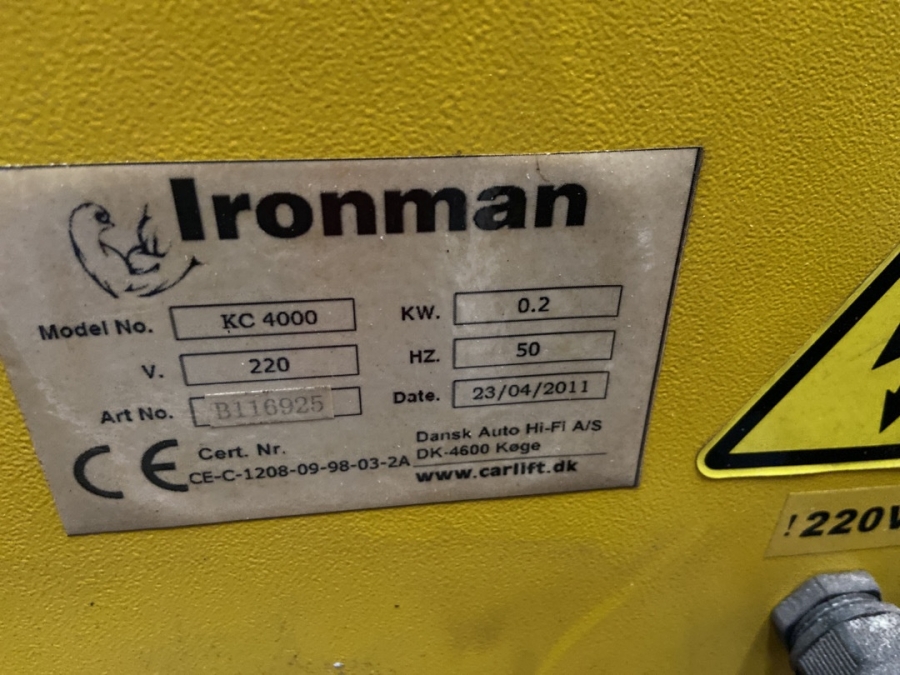 Ironman
Model No. KC 4000 KW. 0.2
V. 220 HZ. 50
Art No. B116925 Date. 23/04/2011
CE Cert. Nr.
CE-C-1208-09-98-03-2A
Dansk Auto Hi-Fi A/S
DK-4600 Køge
www.carlift.dk
!220V